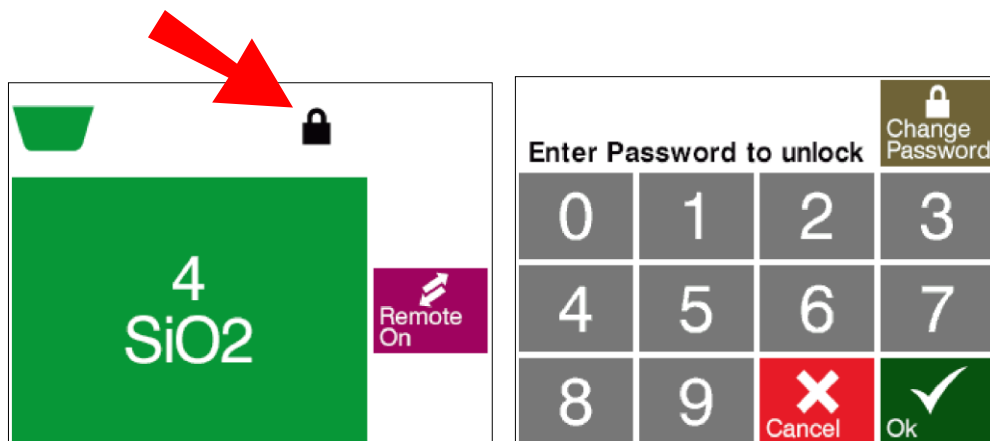 4
SiO2
Remote
On
Enter Password to unlock
Change
Password
0 1 2 3
4 5 6 7
8 9 Cancel Ok